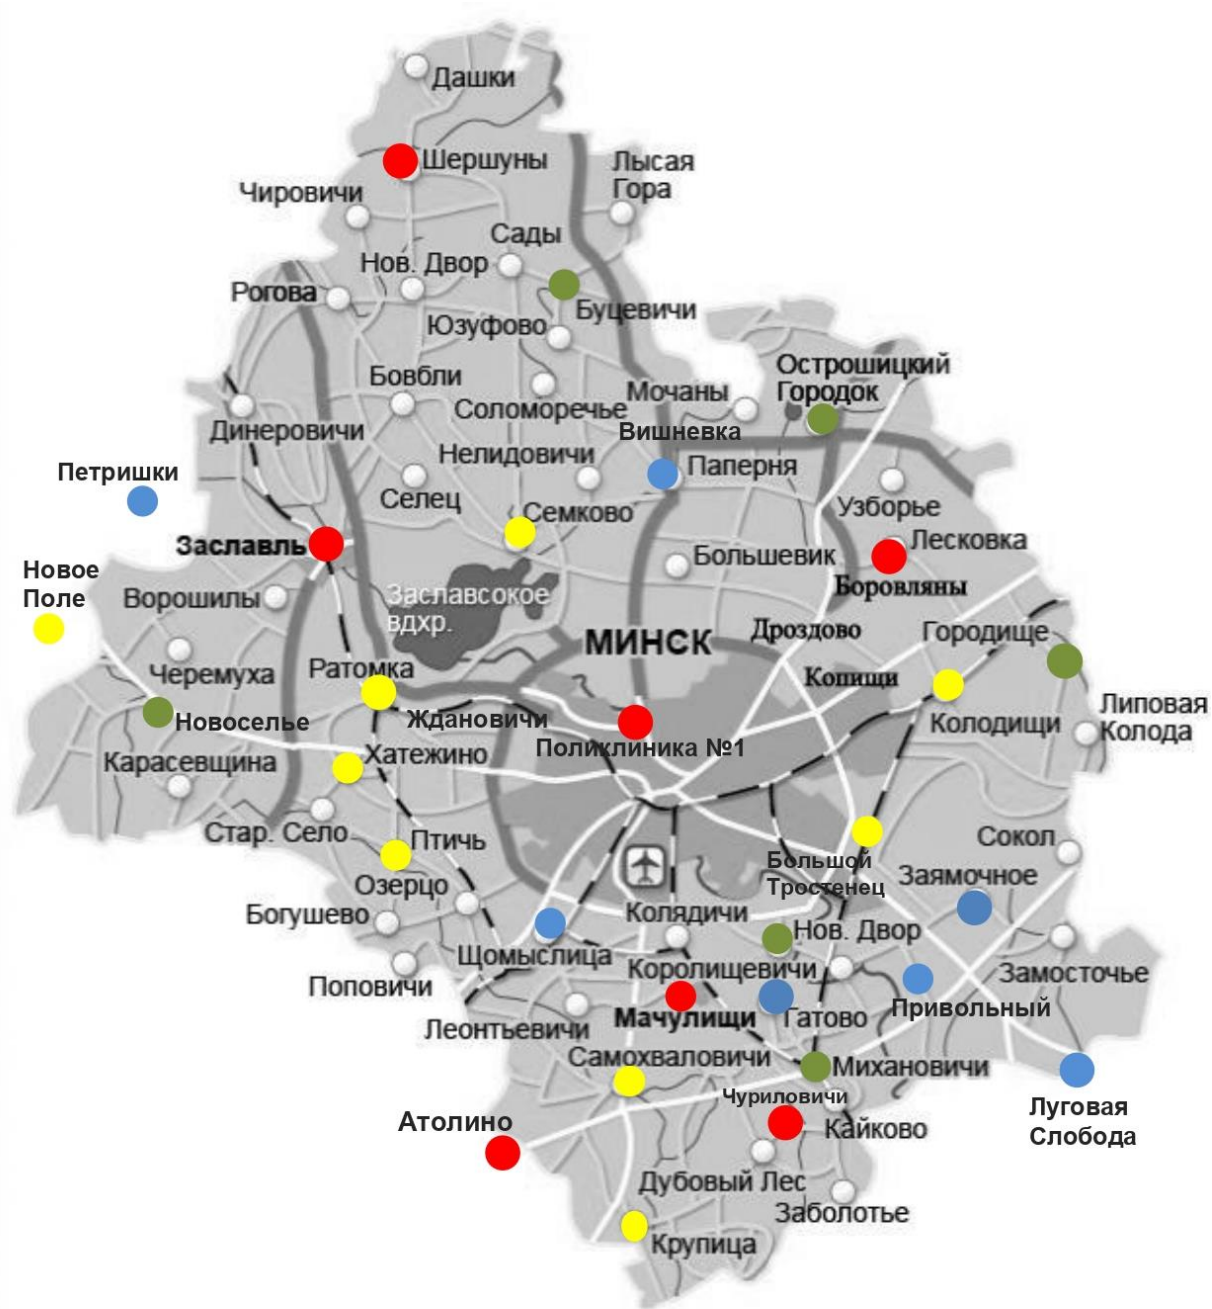 Дашки
Шершуны
Лысая
Гора
Чировичи
Сады
Нов. Двор
Рогова
Буцевичи
Юзуфово
Острошицкий
Городок
Бовбли
Мочаны
Соломоречье
Динеровичи
Вишневка
Нелидовичи
Паперня
Петришки
Селец
Узборье
Семково
Заславль
Лесковка
Большевик
Новое
Поле
Боровляны
Ворошилы
Заславсокое
вдхр.
МИНСК
Дроздово
Городище
Черемуха
Ратомка
Копищи
Липовая
Колода
Новоселье
Ждановичи
Колодищи
Поликлиника №1
Карасевщина
Хатежино
Стар. Село
Птичь
Сокол
Большой
Тростенец
Заямочное
Озерцо
Богушево
Колядичи
Нов. Двор
Щомыслица
Королищевичи
Замосточье
Поповичи
Привольный
Мачулищи
Гатово
Леонтьевичи
Самохваловичи
Михановичи
Чуриловичи
Луговая
Слобода
Атолино
Кайково
Дубовый Лес
Заболотье
Крупица